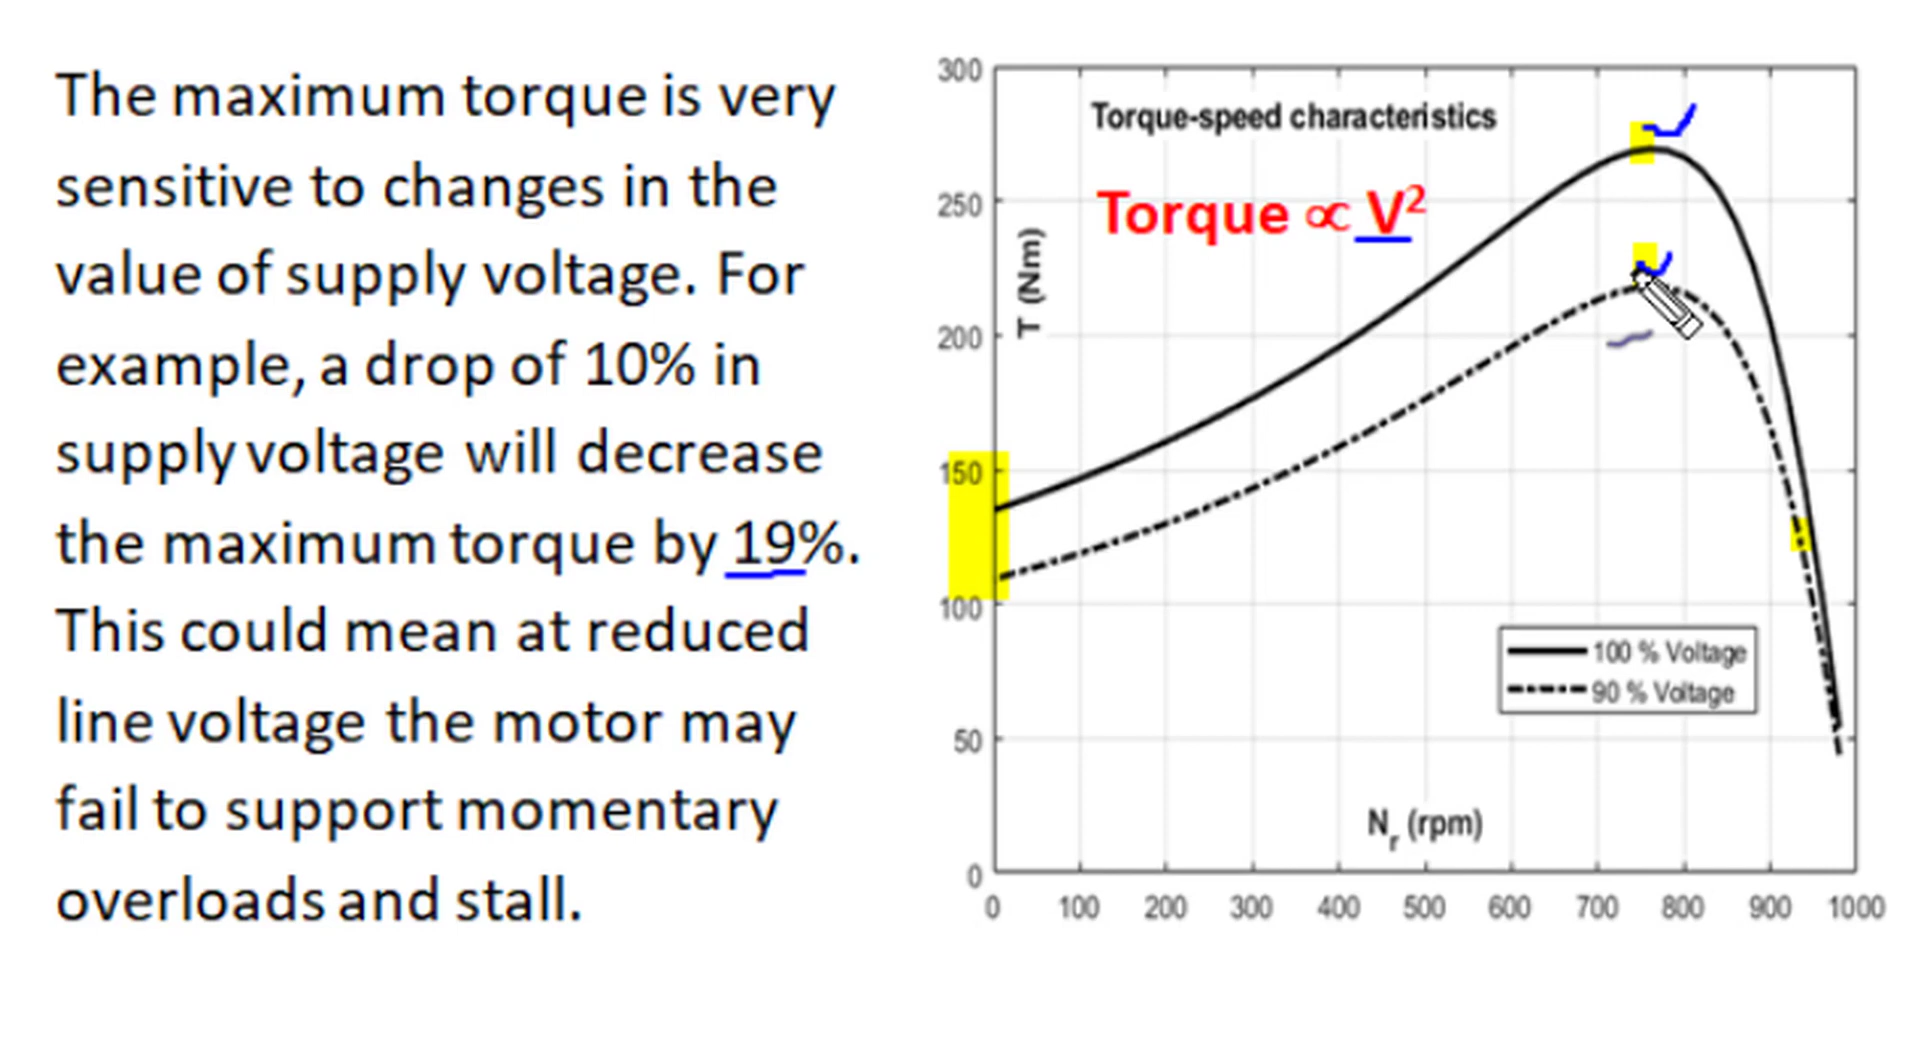 The maximum torque is very
sensitive to changes in the
value of supply voltage. For
example, a drop of 10% in
supply voltage will decrease
the maximum torque by 19%.
This could mean at reduced
line voltage the motor may
fail to support momentary
overloads and stall.
Torque-speed characteristics
Torque ∝ V²
T (Nm)
300
250
200
150
100
50
0
100 % Voltage
90 % Voltage
N_r (rpm)
0 100 200 300 400 500 600 700 800 900 1000